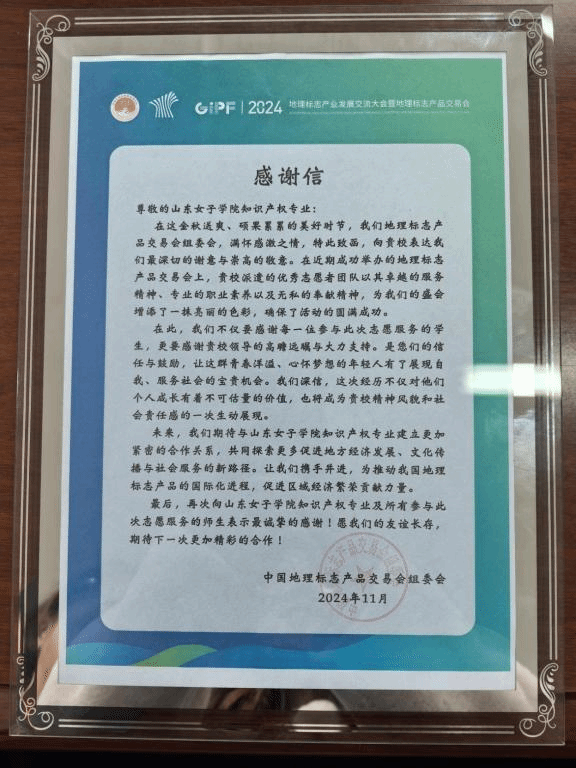 GIPF | 2024 地理标志产业发展交流大会暨地理标志产品交易会
感谢信
尊敬的山东女子学院知识产权专业：
在这金秋送爽、硕果累累的美好时节，我们地理标志产
品交易会组委会，满怀感激之情，特此致函，向贵校表达我
们最深切的谢意与崇高的敬意。在近期成功举办的地理标志
产品交易会上，贵校派遣的优秀志愿者团队以其卓越的服务
精神、专业的职业素养以及无私的奉献精神，为我们的盛会
增添了一抹亮丽的色彩，确保了活动的圆满成功。
在此，我们不仅要感谢每一位参与此次志愿服务的学
生，更要感谢贵校领导的高瞻远瞩与大力支持。是您们的信
任与鼓励，让这群青春洋溢、心怀梦想的年轻人有了展现自
我、服务社会的宝贵机会。我们深信，这次经历不仅对他们
个人成长有着不可估量的价值，也将成为贵校精神风貌和社
会责任感的一次生动展现。
未来，我们期待与山东女子学院知识产权专业建立更加
紧密的合作关系，共同探索更多促进地方经济发展、文化传
播与社会服务的新路径。让我们携手并进，为推动我国地理
标志产品的国际化进程，促进区域经济繁荣贡献力量。
最后，再次向山东女子学院知识产权专业及所有参与此
次志愿服务的师生表示最诚挚的感谢！愿我们的友谊长存，
期待下一次更加精彩的合作！
中国地理标志产品交易会组委会
2024年11月